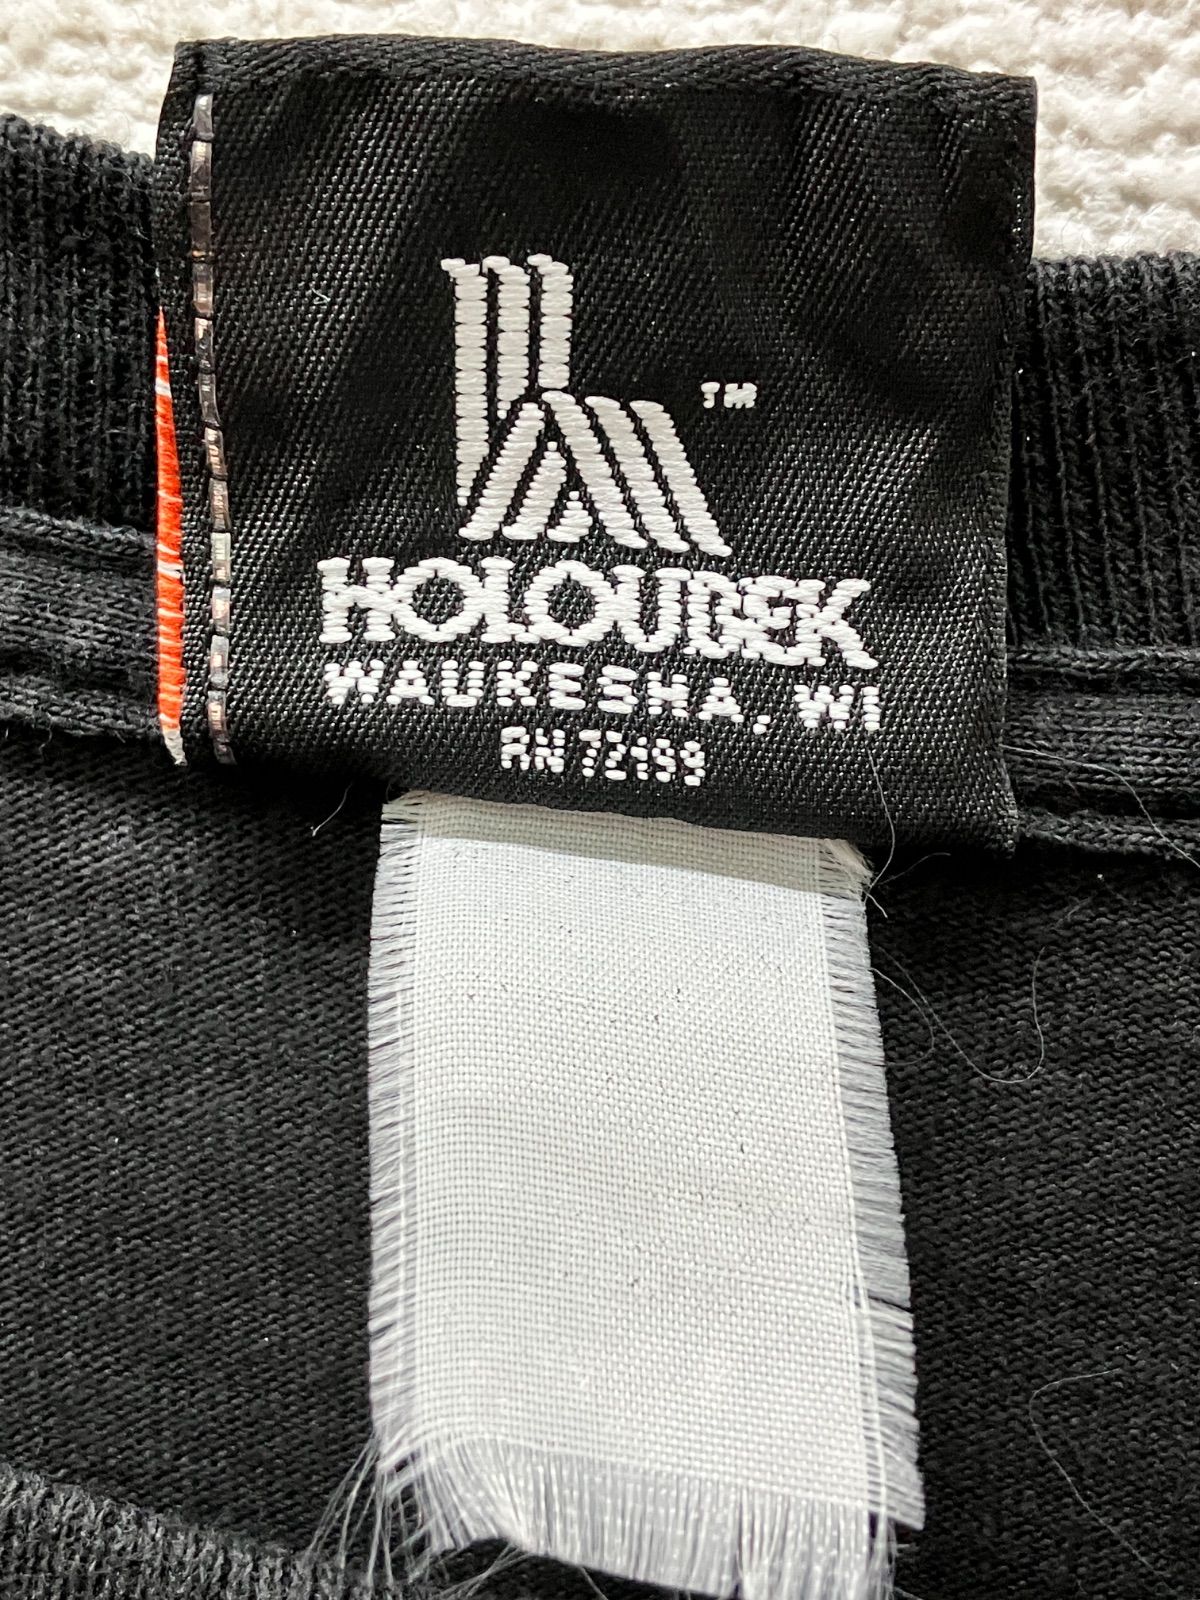 TM
HOLOUBEK
WAUKESHA, WI
RN 72199